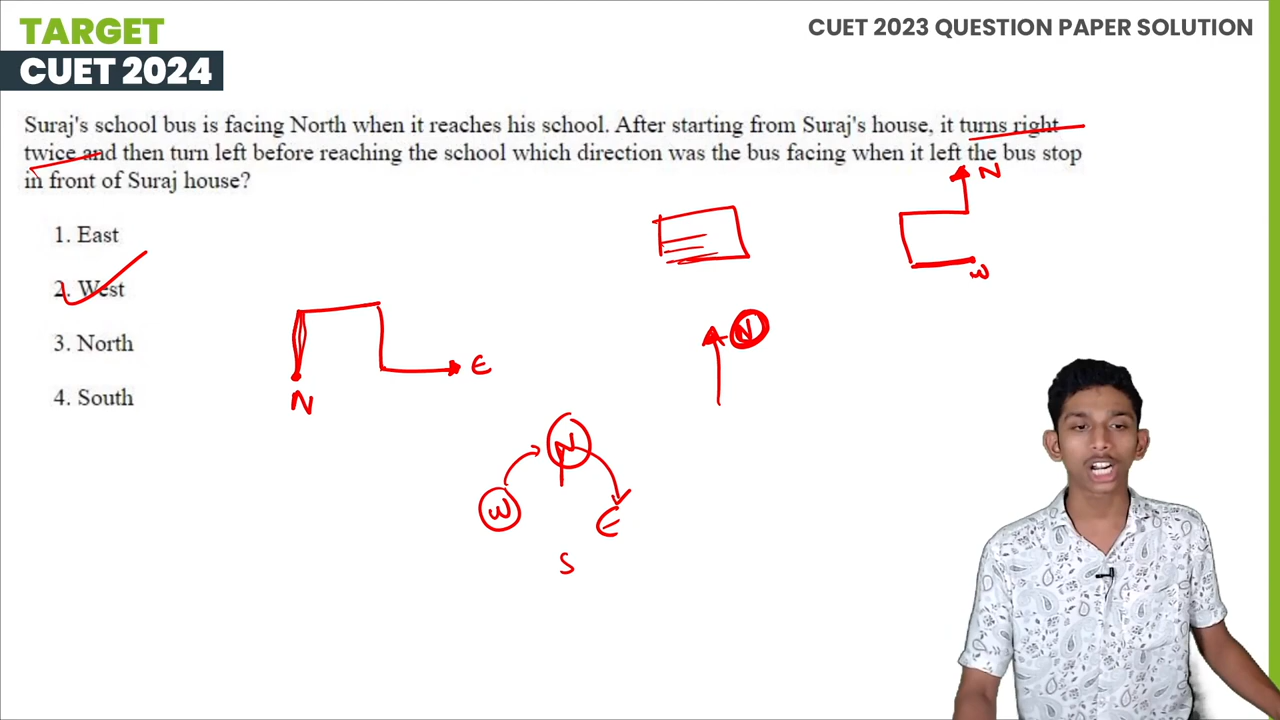 TARGET
CUET 2024
CUET 2023 QUESTION PAPER SOLUTION
Suraj's school bus is facing North when it reaches his school. After starting from Suraj's house, it turns right
twice and then turn left before reaching the school which direction was the bus facing when it left the bus stop
in front of Suraj house?
1. East
2. West
3. North
4. South
N
W
E
N
N
N
W
E
S